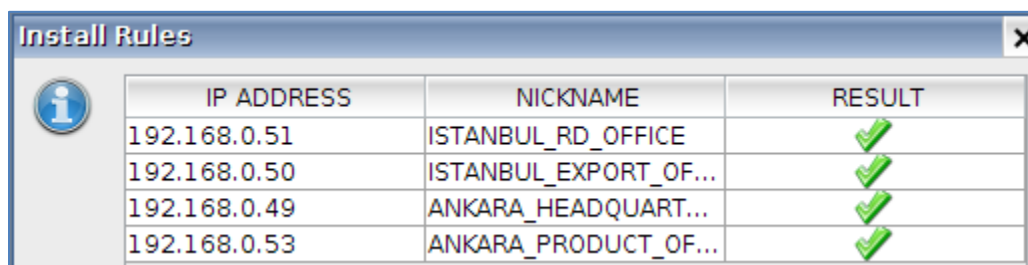 Install Rules
IP ADDRESS NICKNAME RESULT
192.168.0.51 ISTANBUL_RD_OFFICE
192.168.0.50 ISTANBUL_EXPORT_OF...
192.168.0.49 ANKARA_HEADQUART...
192.168.0.53 ANKARA_PRODUCT_OF...